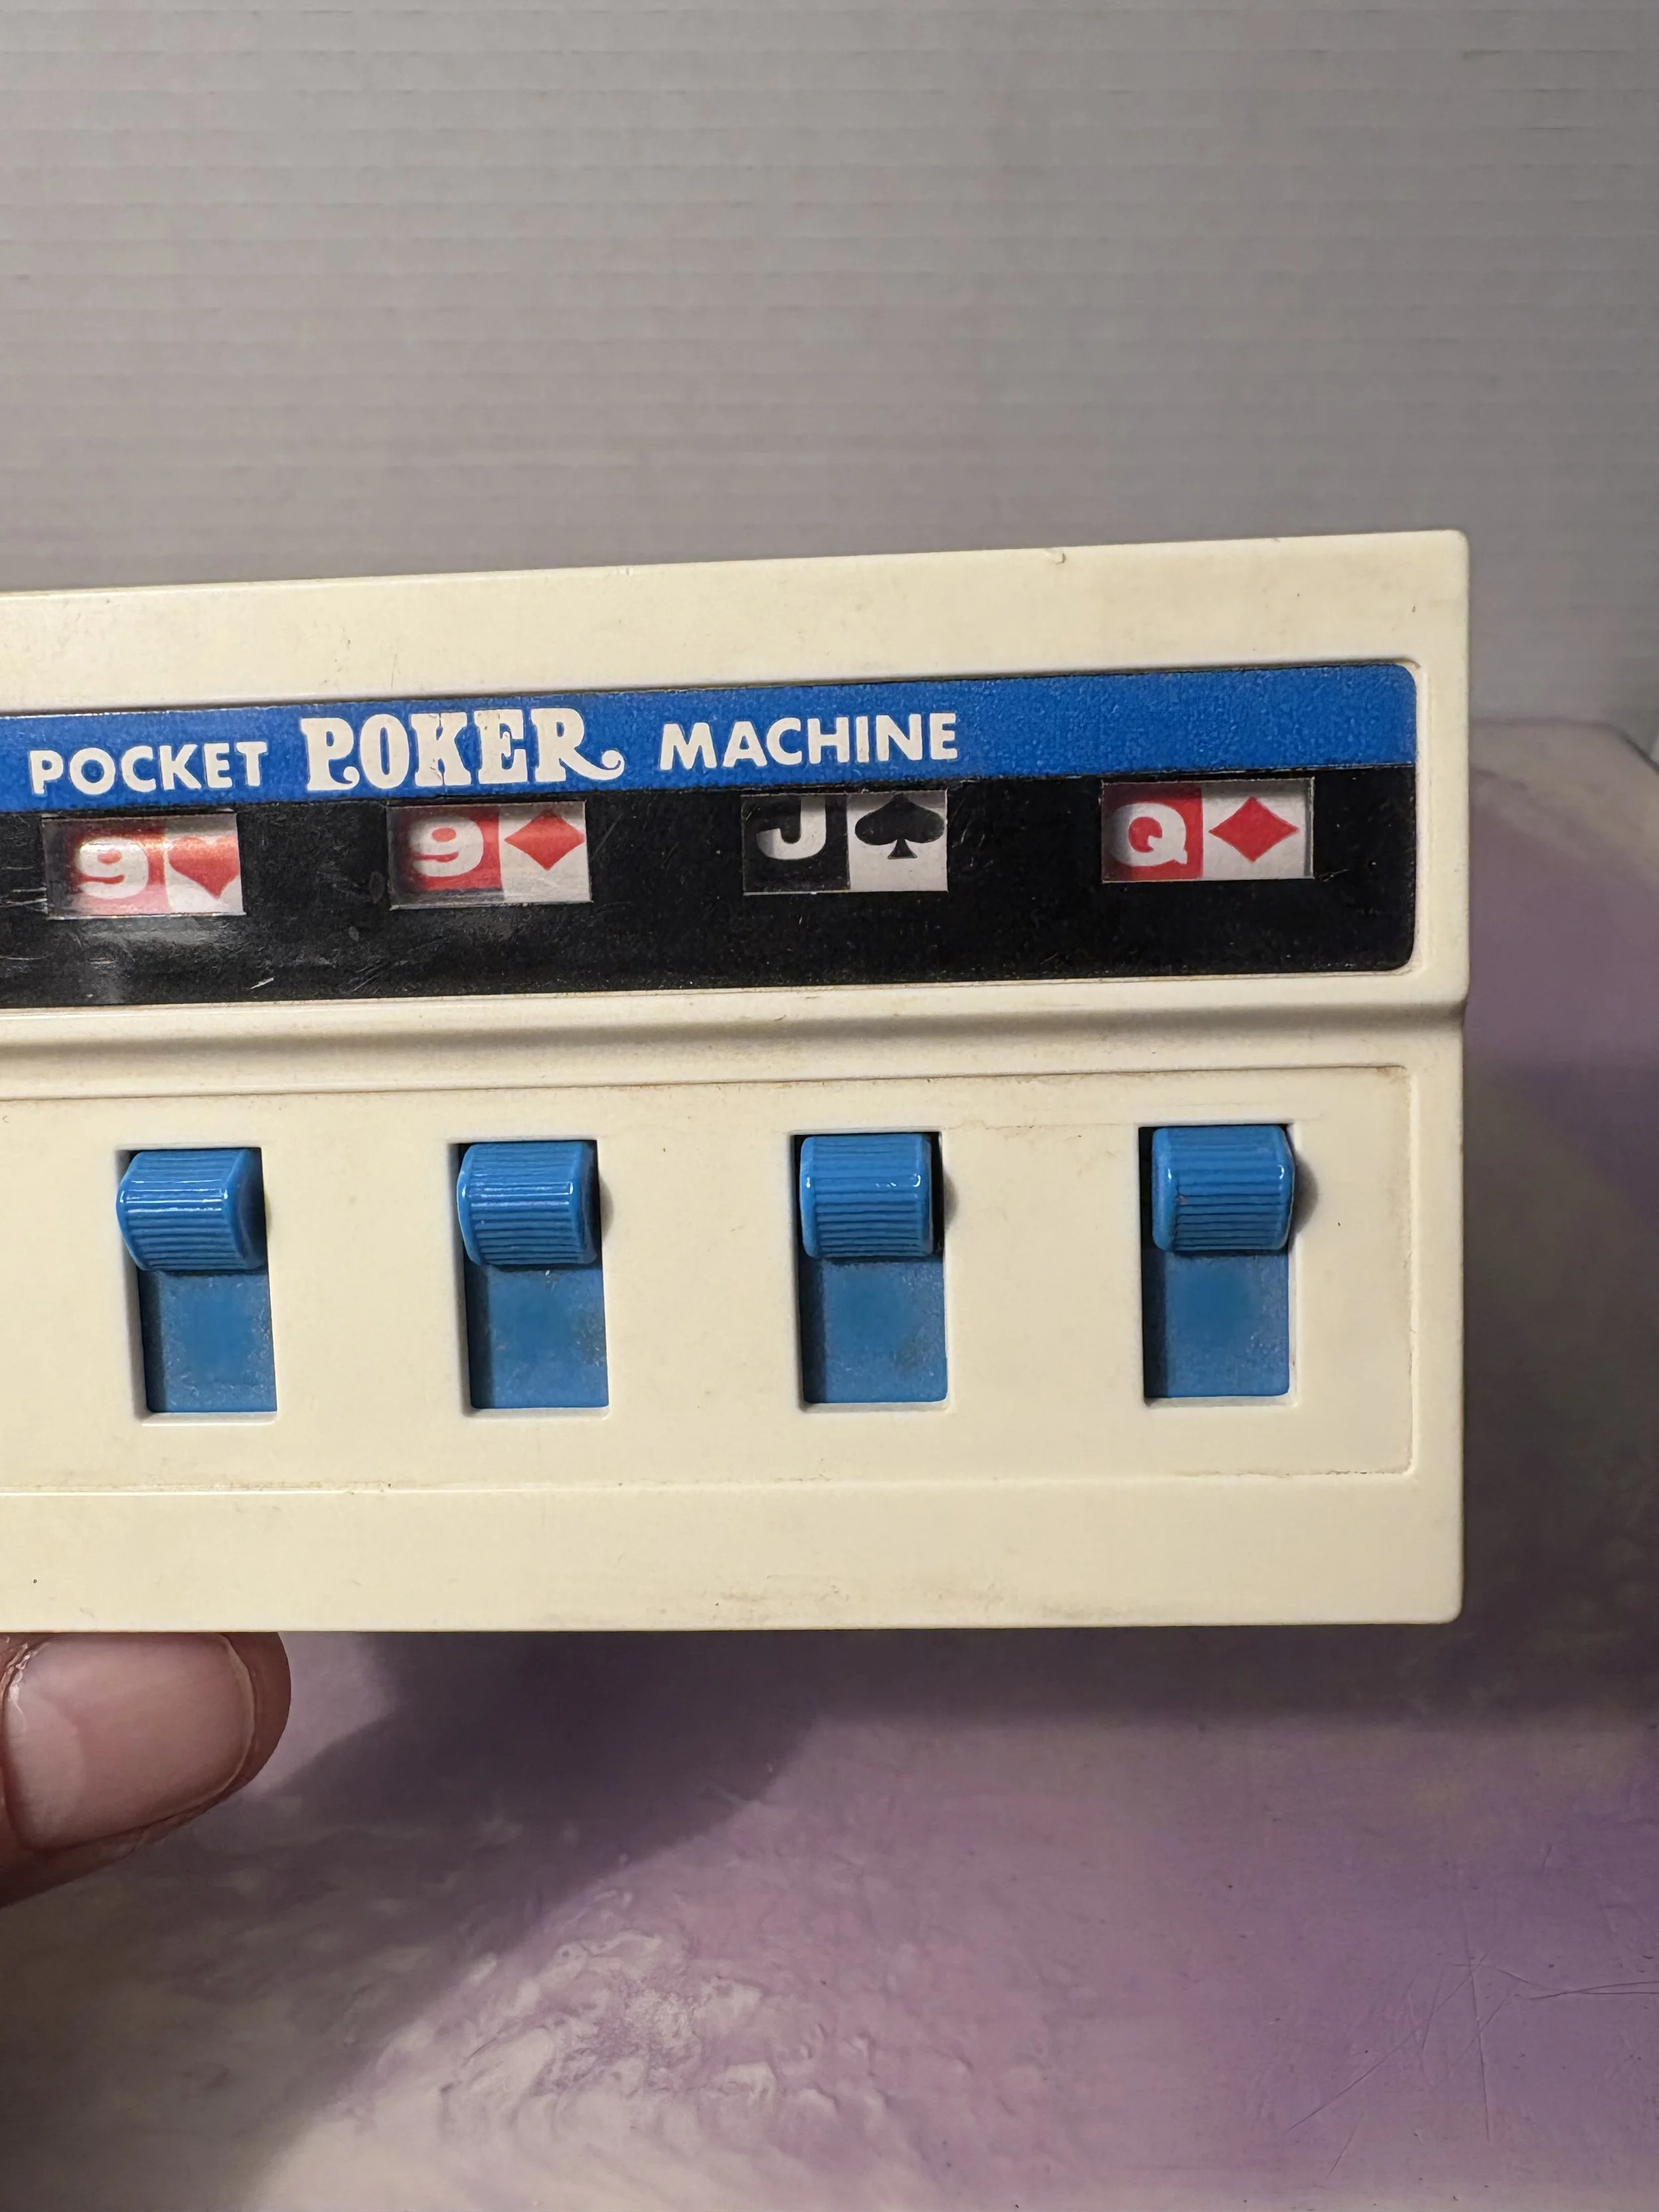 POCKET POKER MACHINE
9 9 J Q